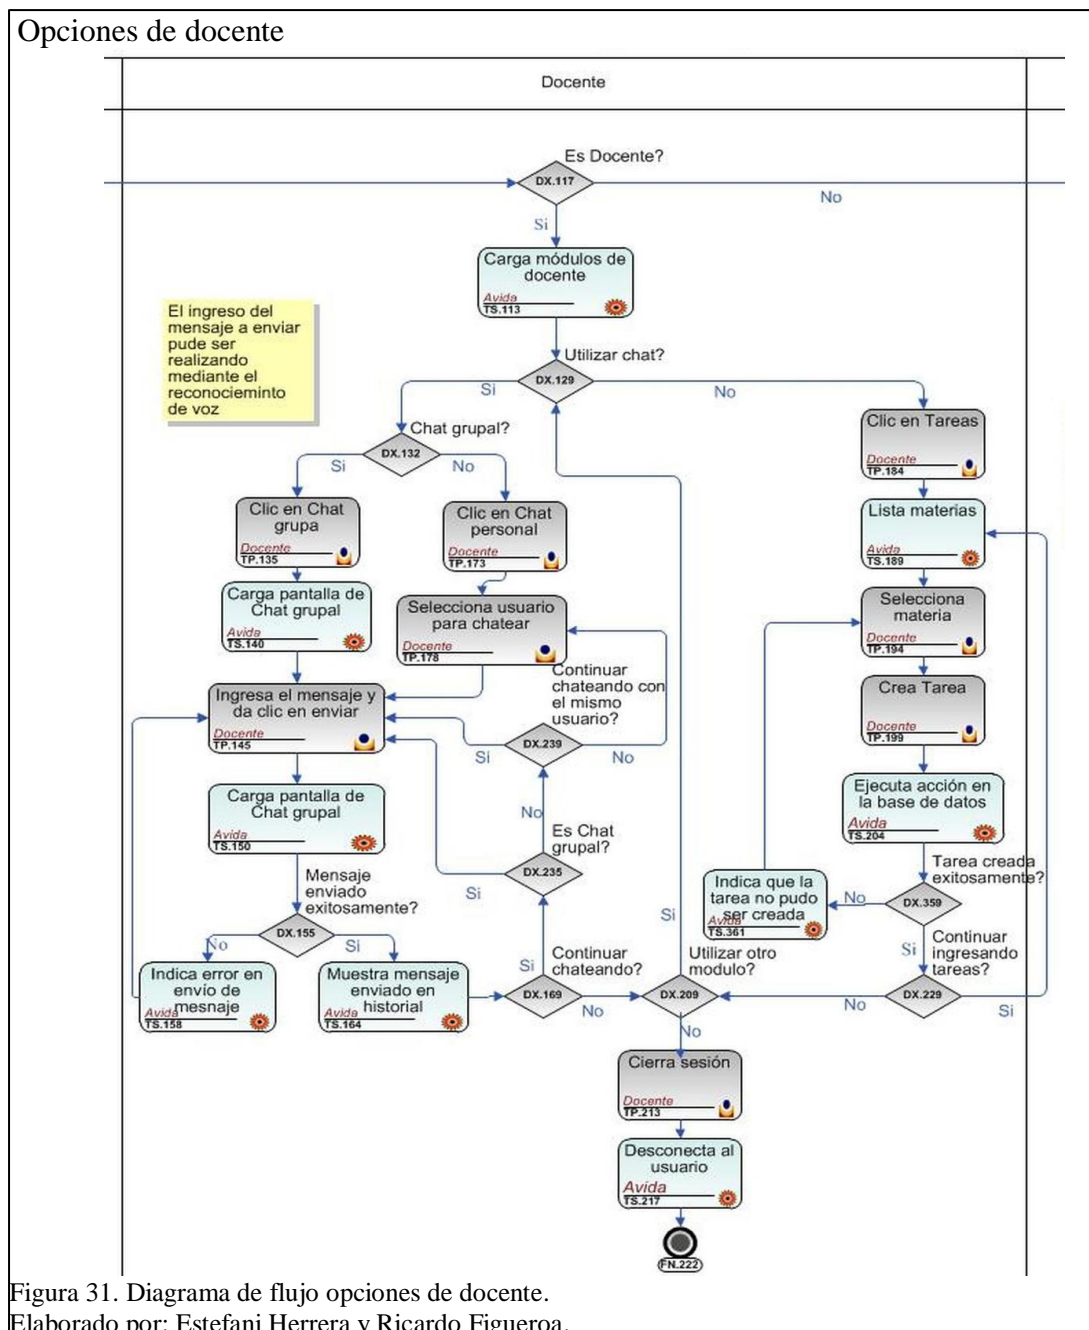 Opciones de docente
Docente
Es Docente?
DX.117
No
Si
Carga módulos de
docente
Avida
TS.113
El ingreso del
mensaje a enviar
pude ser
realizando
mediante el
reconocieminto
de voz
Utilizar chat?
DX.129
Si
No
Chat grupal?
DX.132
Si
No
Clic en Tareas
Docente
TP.184
Clic en Chat
grupa
Docente
TP.135
Clic en Chat
personal
Docente
TP.173
Lista materias
Avida
TS.189
Carga pantalla de
Chat grupal
Avida
TS.140
Selecciona usuario
para chatear
Docente
TP.178
Selecciona
materia
Docente
TP.194
Continuar
chateando con
el mismo
usuario?
DX.239
Si
No
Ingresa el mensaje y
da clic en enviar
Docente
TP.145
Crea Tarea
Docente
TP.199
Carga pantalla de
Chat grupal
Avida
TS.150
No
Es Chat
grupal?
DX.235
Si
Ejecuta acción en
la base de datos
Avida
TS.204
Tarea creada
exitosamente?
DX.359
No
Si
Indica que la
tarea no pudo
ser creada
Avida
TS.361
Mensaje
enviado
exitosamente?
DX.155
No
Si
Indica error en
envío de
mesnaje
Avida
TS.158
Muestra mensaje
enviado en
historial
Avida
TS.164
Si
Continuar
chateando?
DX.169
No
Si
Utilizar otro
modulo?
DX.209
No
Continuar
ingresando
tareas?
DX.229
No
Si
Cierra sesión
Docente
TP.213
Desconecta al
usuario
Avida
TS.217
FN.222
Figura 31. Diagrama de flujo opciones de docente.
Elaborado por: Estefani Herrera y Ricardo Figueroa.